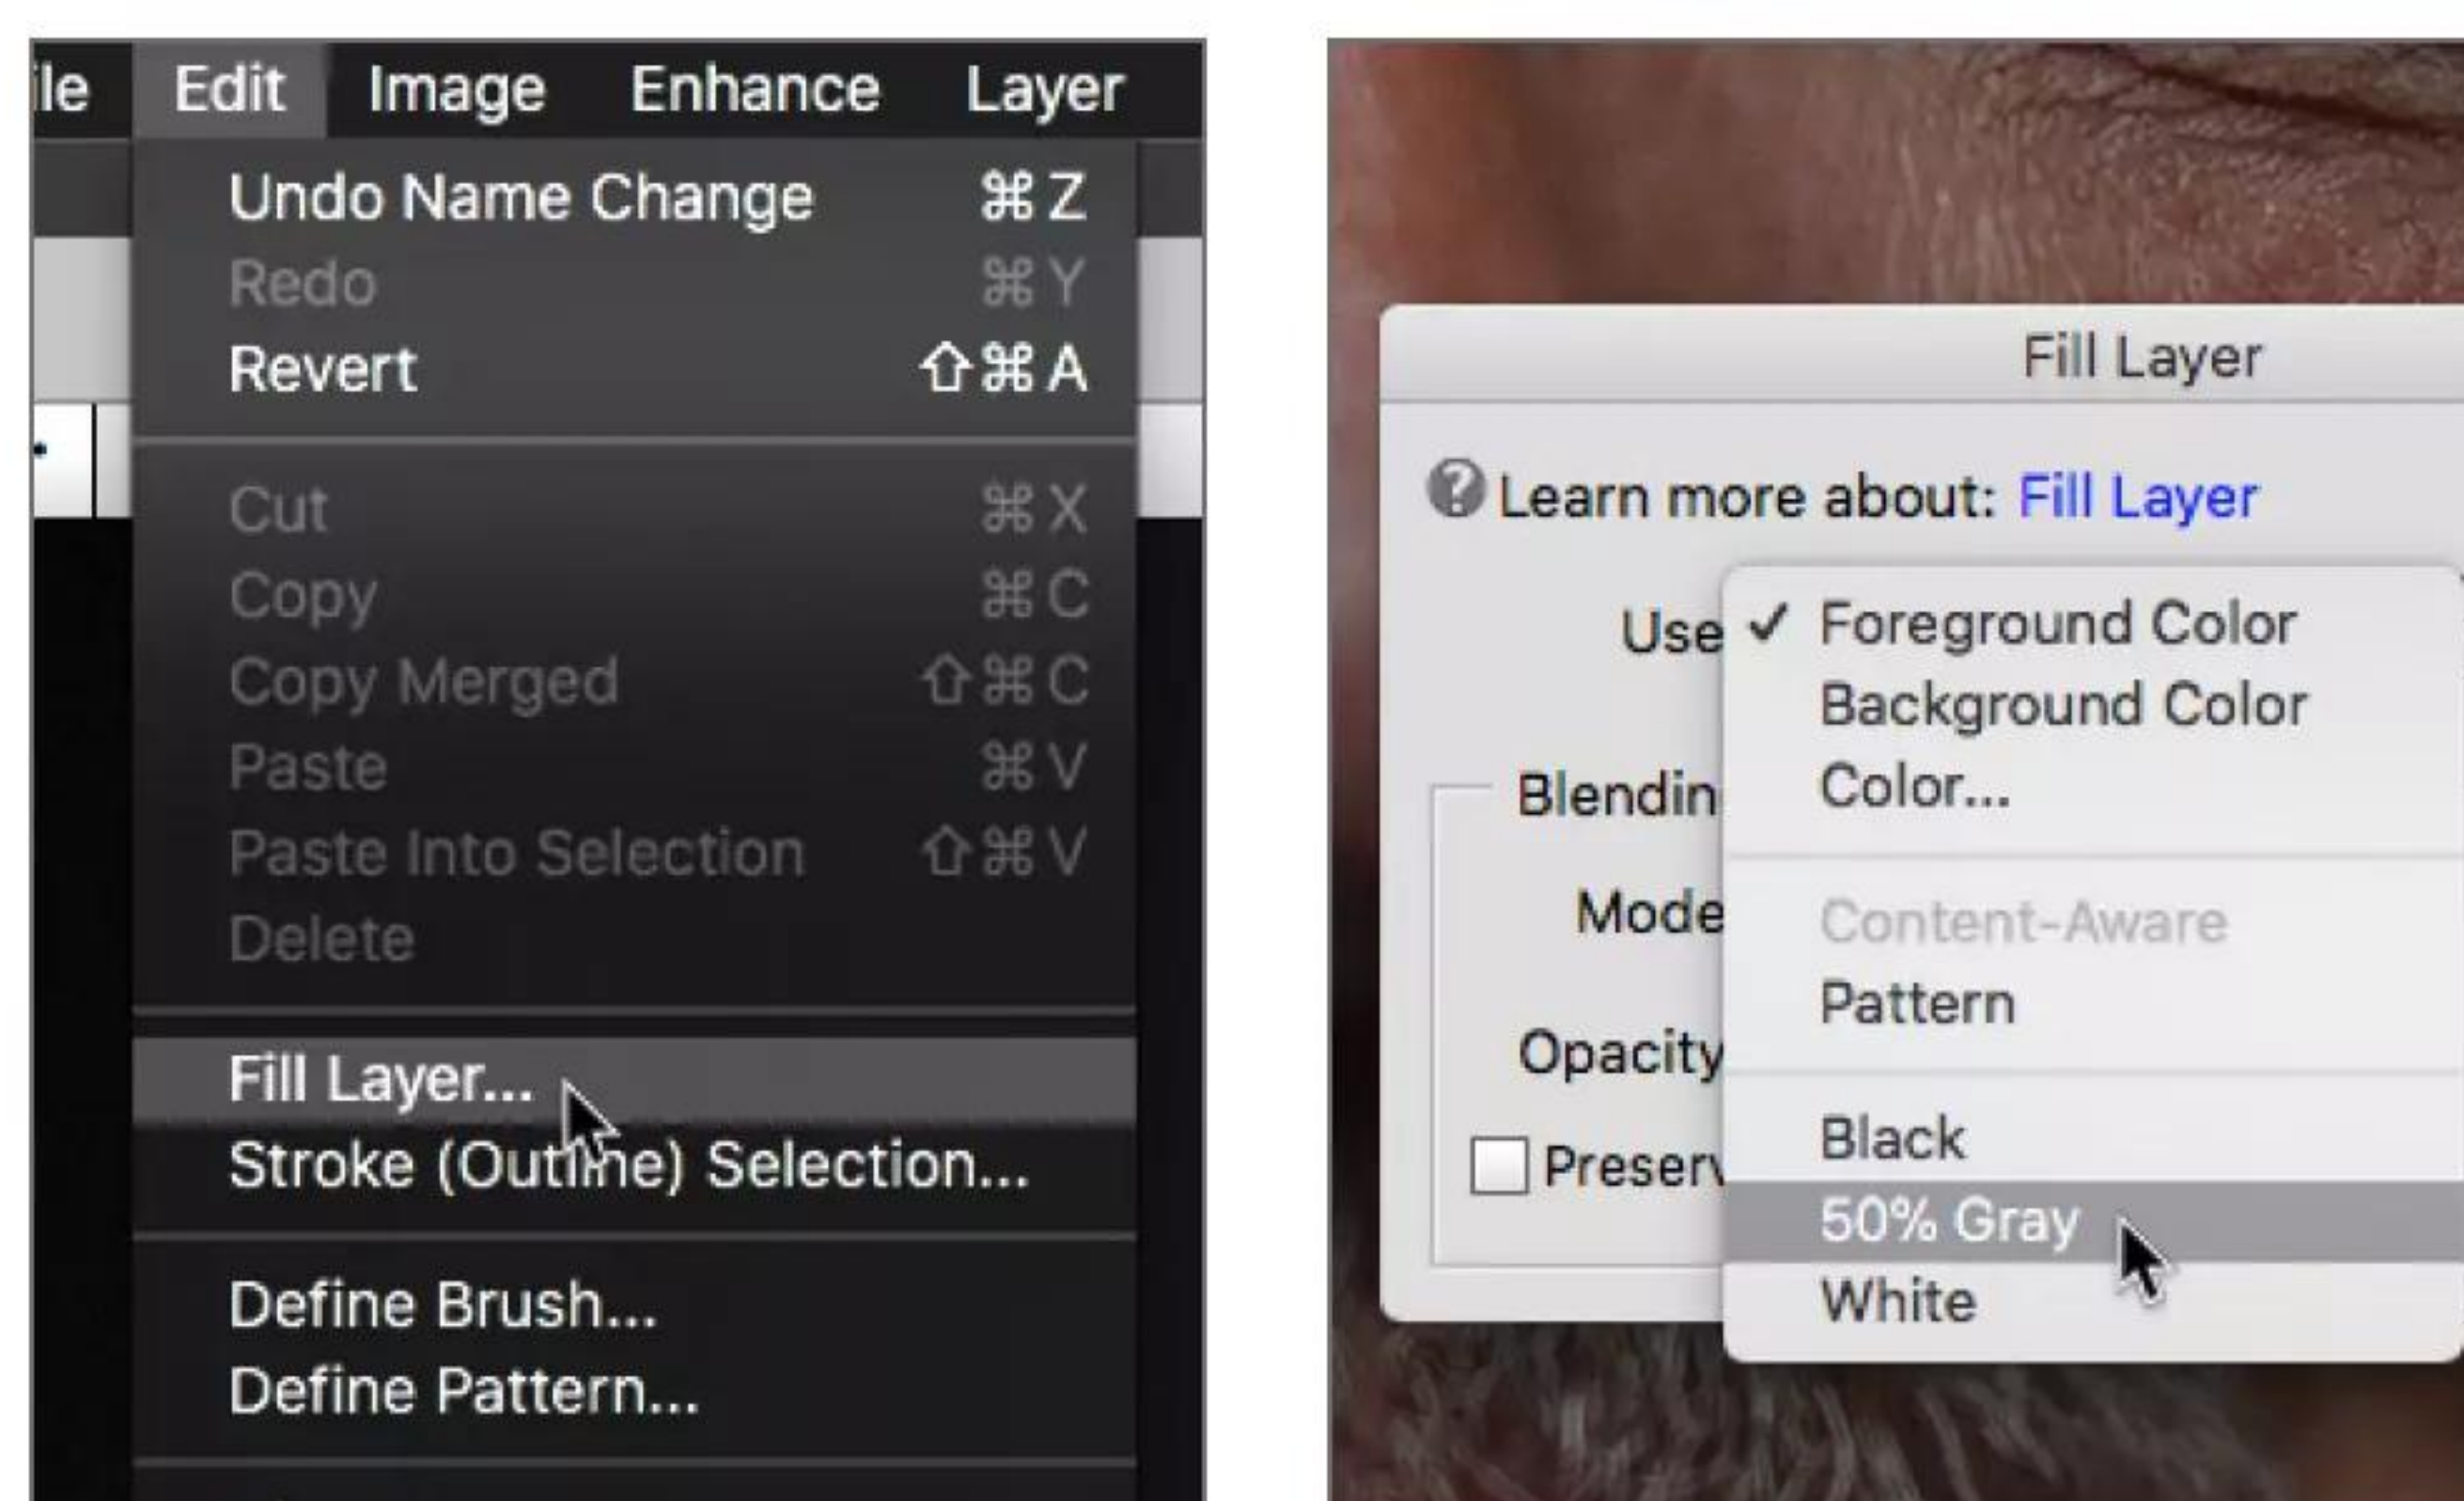 ile Edit Image Enhance Layer
Undo Name Change ⌘Z
Redo ⌘Y
Revert ⇧⌘A
Cut ⌘X
Copy ⌘C
Copy Merged ⇧⌘C
Paste ⌘V
Paste Into Selection ⇧⌘V
Delete
Fill Layer...
Stroke (Outline) Selection...
Define Brush...
Define Pattern...
Fill Layer
Learn more about: Fill Layer
Use ✓ Foreground Color
Background Color
Color...
Blendin
Mode
Content-Aware
Pattern
Opacity
Black
Preserv
50% Gray
White